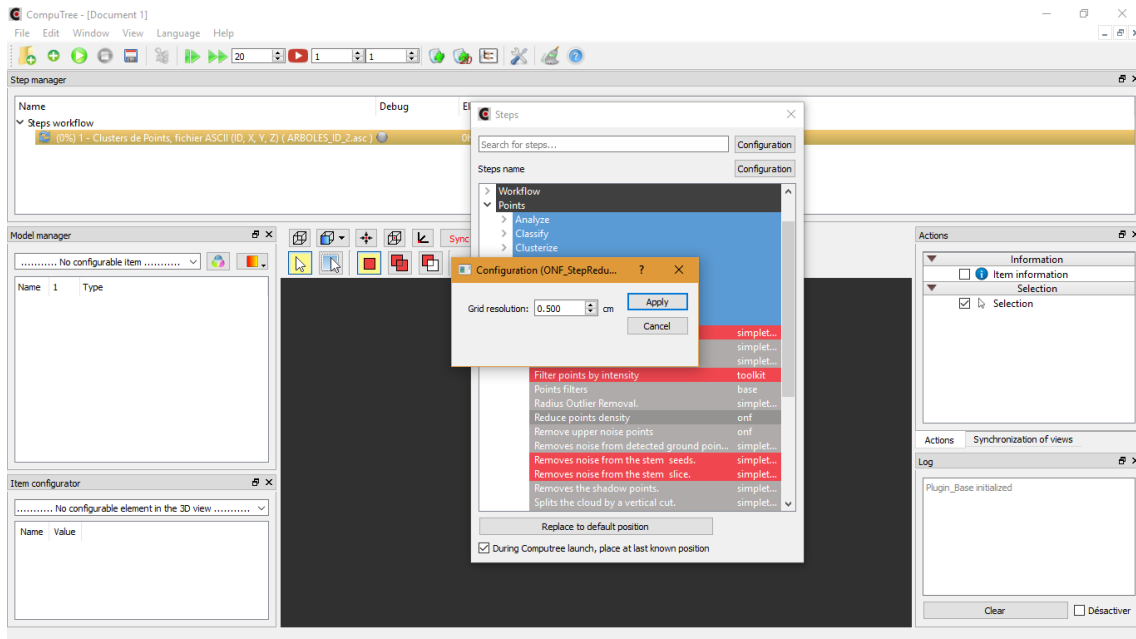 CompuTree - [Document 1]
File Edit Window View Language Help
20 1 1
Step manager
Name Debug El
Steps workflow
(0%) 1 - Clusters de Points, fichier ASCII (ID, X, Y, Z) ( ARBOLES_ID_2.asc )
Steps
Search for steps... Configuration
Steps name Configuration
Workflow
Points
Analyze
Classify
Clusterize
Configuration (ONF_StepRedu... ? 
Grid resolution: 0.500 cm Apply
Cancel
simplet...
simplet...
simplet...
Filter points by intensity toolkit
Points filters base
Radius Outlier Removal. simplet...
Reduce points density onf
Remove upper noise points onf
Removes noise from detected ground poin... simplet...
Removes noise from the stem seeds. simplet...
Removes noise from the stem slice. simplet...
Removes the shadow points. simplet...
Splits the cloud by a vertical cut. simplet...
Replace to default position
During Computree launch, place at last known position
Model manager
........... No configurable item ...........
Name 1 Type
Sync
Item configurator
........... No configurable element in the 3D view ...........
Name Value
Actions
Information
Item information
Selection
Selection
Actions Synchronization of views
Log
Plugin_Base initialized
Clear Désactiver